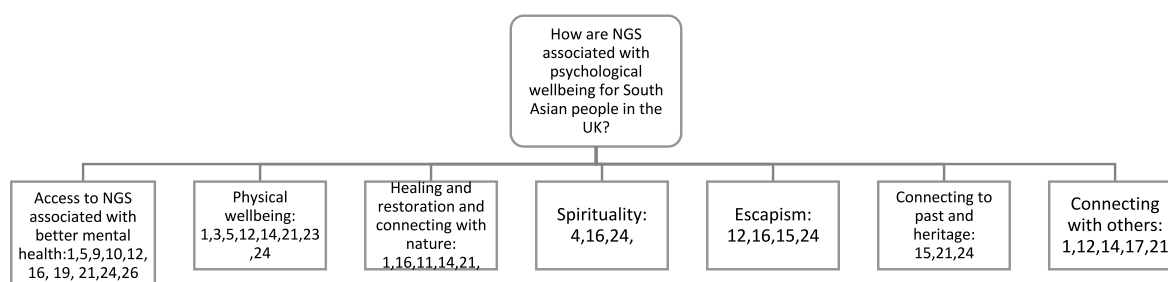 How are NGS
associated with
psychological
wellbeing for South
Asian people in the
UK?
Access to NGS
associated with
better mental
health:1,5,9,10,12,
16, 19, 21,24,26
Physical
wellbeing:
1,3,5,12,14,21,23
,24
Healing and
restoration and
connecting with
nature:
1,16,11,14,21,
Spirituality:
4,16,24,
Escapism:
12,16,15,24
Connecting to
past and
heritage:
15,21,24
Connecting
with others:
1,12,14,17,21